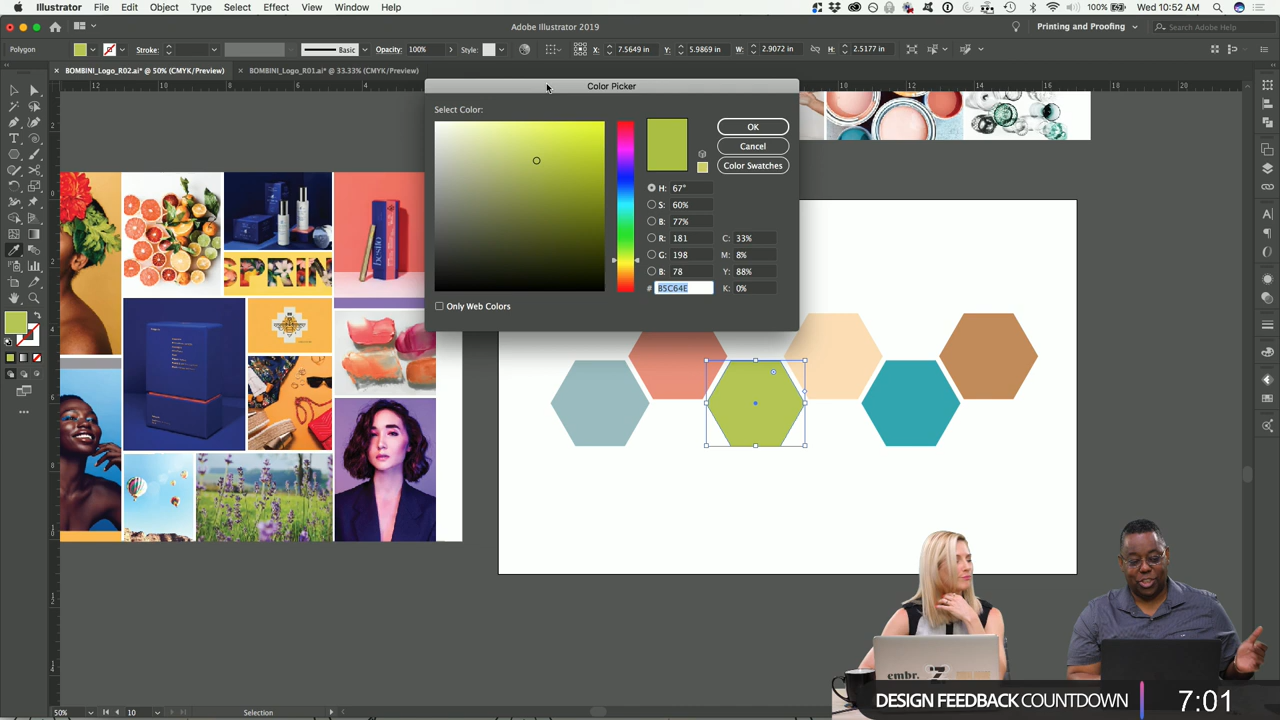 Illustrator File Edit Object Type Select Effect View Window Help 100% Wed 10:52 AM
Adobe Illustrator 2019 Printing and Proofing Search Adobe Help
Polygon Stroke: Basic Opacity: 100% Style: X: 7.5649 in Y: 5.9869 in W: 2.9072 in H: 2.5177 in
× BOMBINI_Logo_R02.ai* @ 50% (CMYK/Preview) × BOMBINI_Logo_R01.ai* @ 33.33% (CMYK/Preview)
Color Picker
Select Color:
OK
Cancel
Color Swatches
H: 67°
S: 60%
B: 77%
R: 181 C: 33%
G: 198 M: 8%
B: 78 Y: 88%
# B5C64E K: 0%
Only Web Colors
SPRIN
embr.
DESIGN FEEDBACK COUNTDOWN 7:01
50% 10 Selection